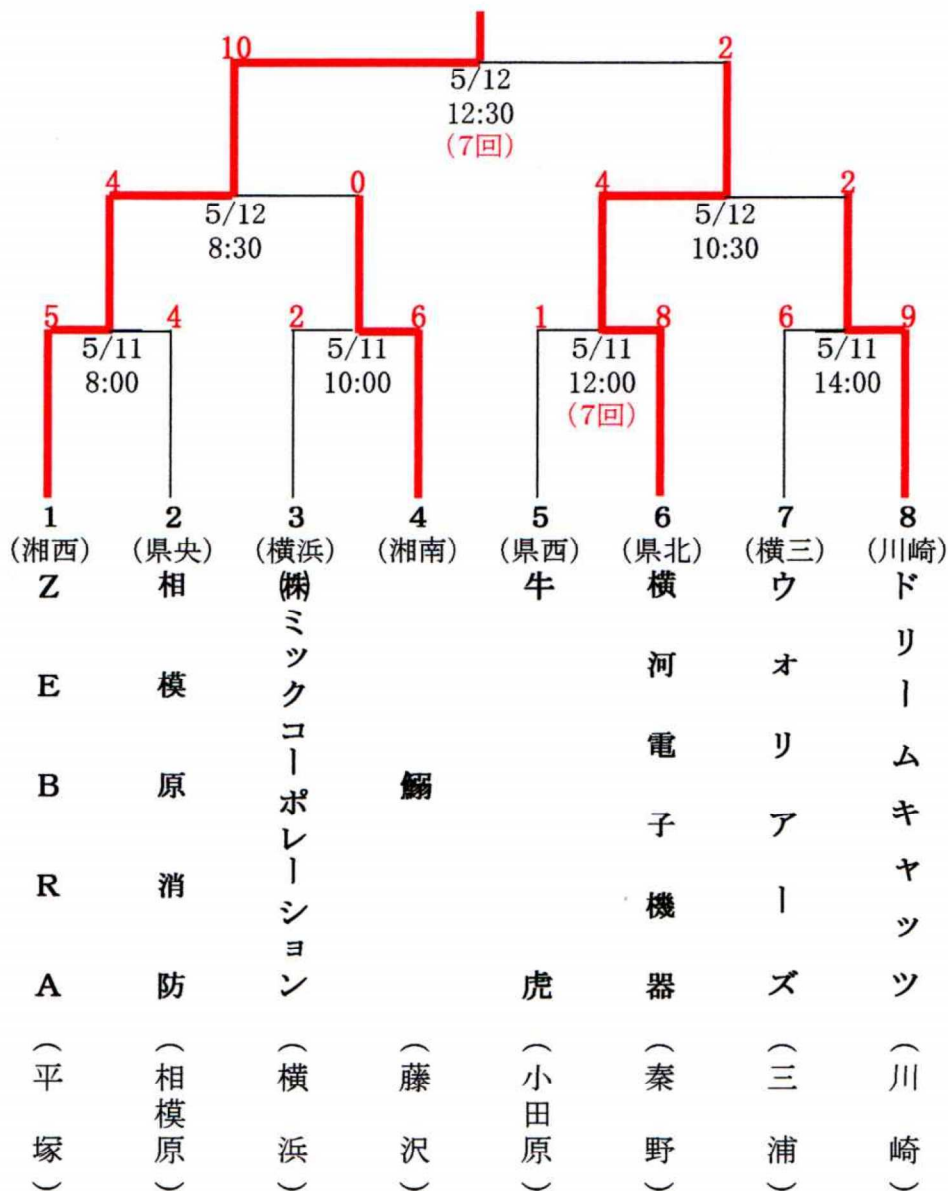 10
2
5/12
12:30
(7回)
4
0
4
2
5/12
8:30
5/12
10:30
5
4
2
6
1
8
6
9
5/11
8:00
5/11
10:00
5/11
12:00
(7回)
5/11
14:00
1
2
3
4
5
6
7
8
(湘西)
(県央)
(横浜)
(湘南)
(県西)
(県北)
(横三)
(川崎)
ZEBRA(平塚)
相模原消防(相模原)
㈱ミックコーポレーション(横浜)
鰯(藤沢)
牛虎(小田原)
横河電子機器(秦野)
ウォリアーズ(三浦)
ドリームキャッツ(川崎)